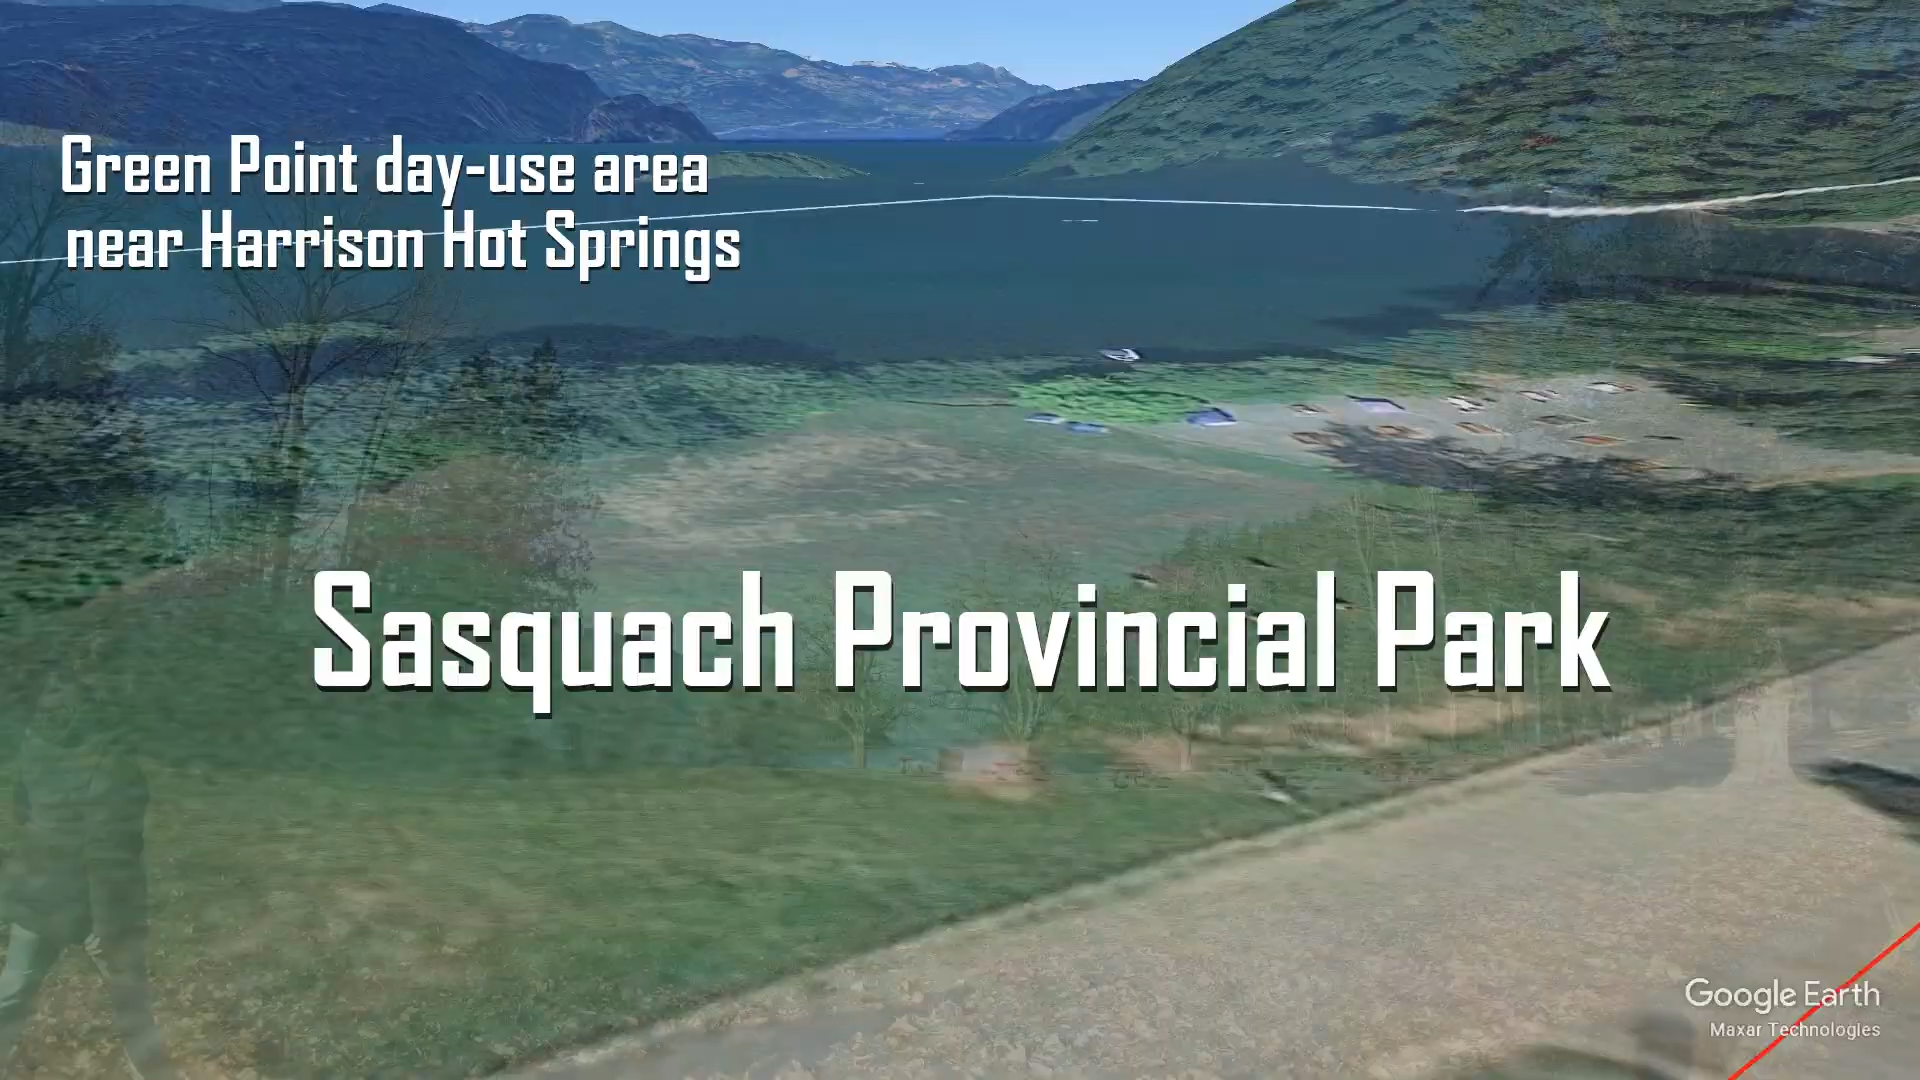 Green Point day-use area
near Harrison Hot Springs
Sasquach Provincial Park
Google Earth
Maxar Technologies